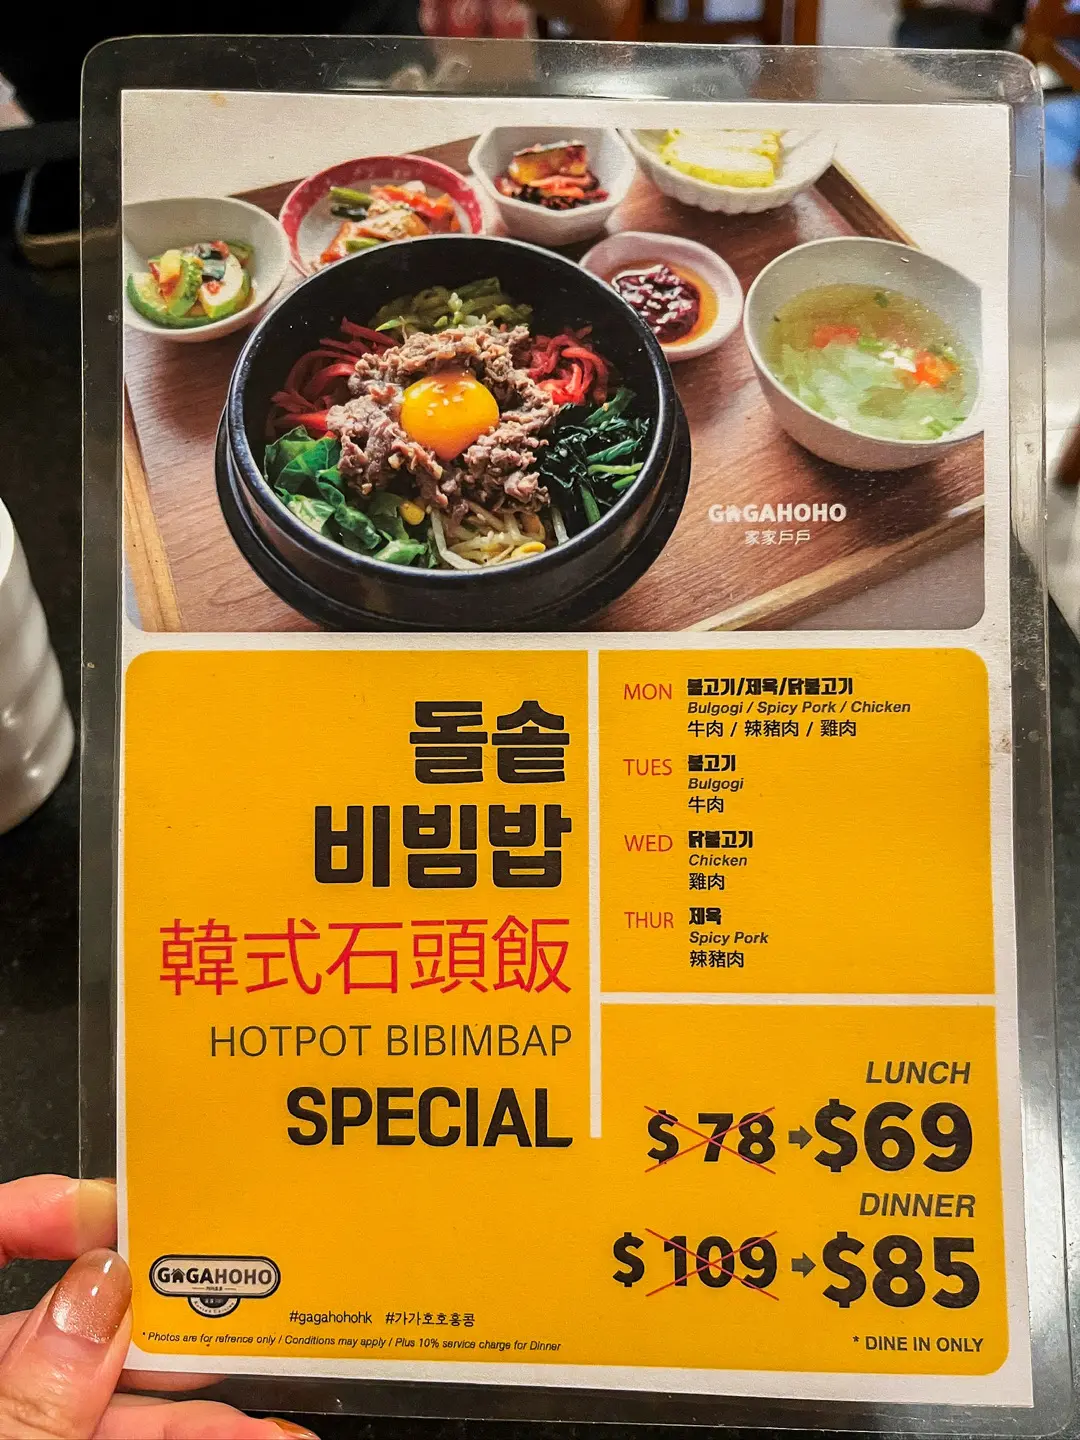 GAGAHOHO
家家戶戶
돌솥
비빔밥
韓式石頭飯
HOTPOT BIBIMBAP
SPECIAL
MON 불고기/제육/닭불고기
Bulgogi / Spicy Pork / Chicken
牛肉 / 辣豬肉 / 雞肉
TUES 불고기
Bulgogi
牛肉
WED 닭불고기
Chicken
雞肉
THUR 제육
Spicy Pork
辣豬肉
LUNCH
$ 78 → $69
DINNER
$ 109 → $85
* DINE IN ONLY
GAGAHOHO
#gagahohohk #가가호호홍콩
* Photos are for refrence only / Conditions may apply / Plus 10% service charge for Dinner